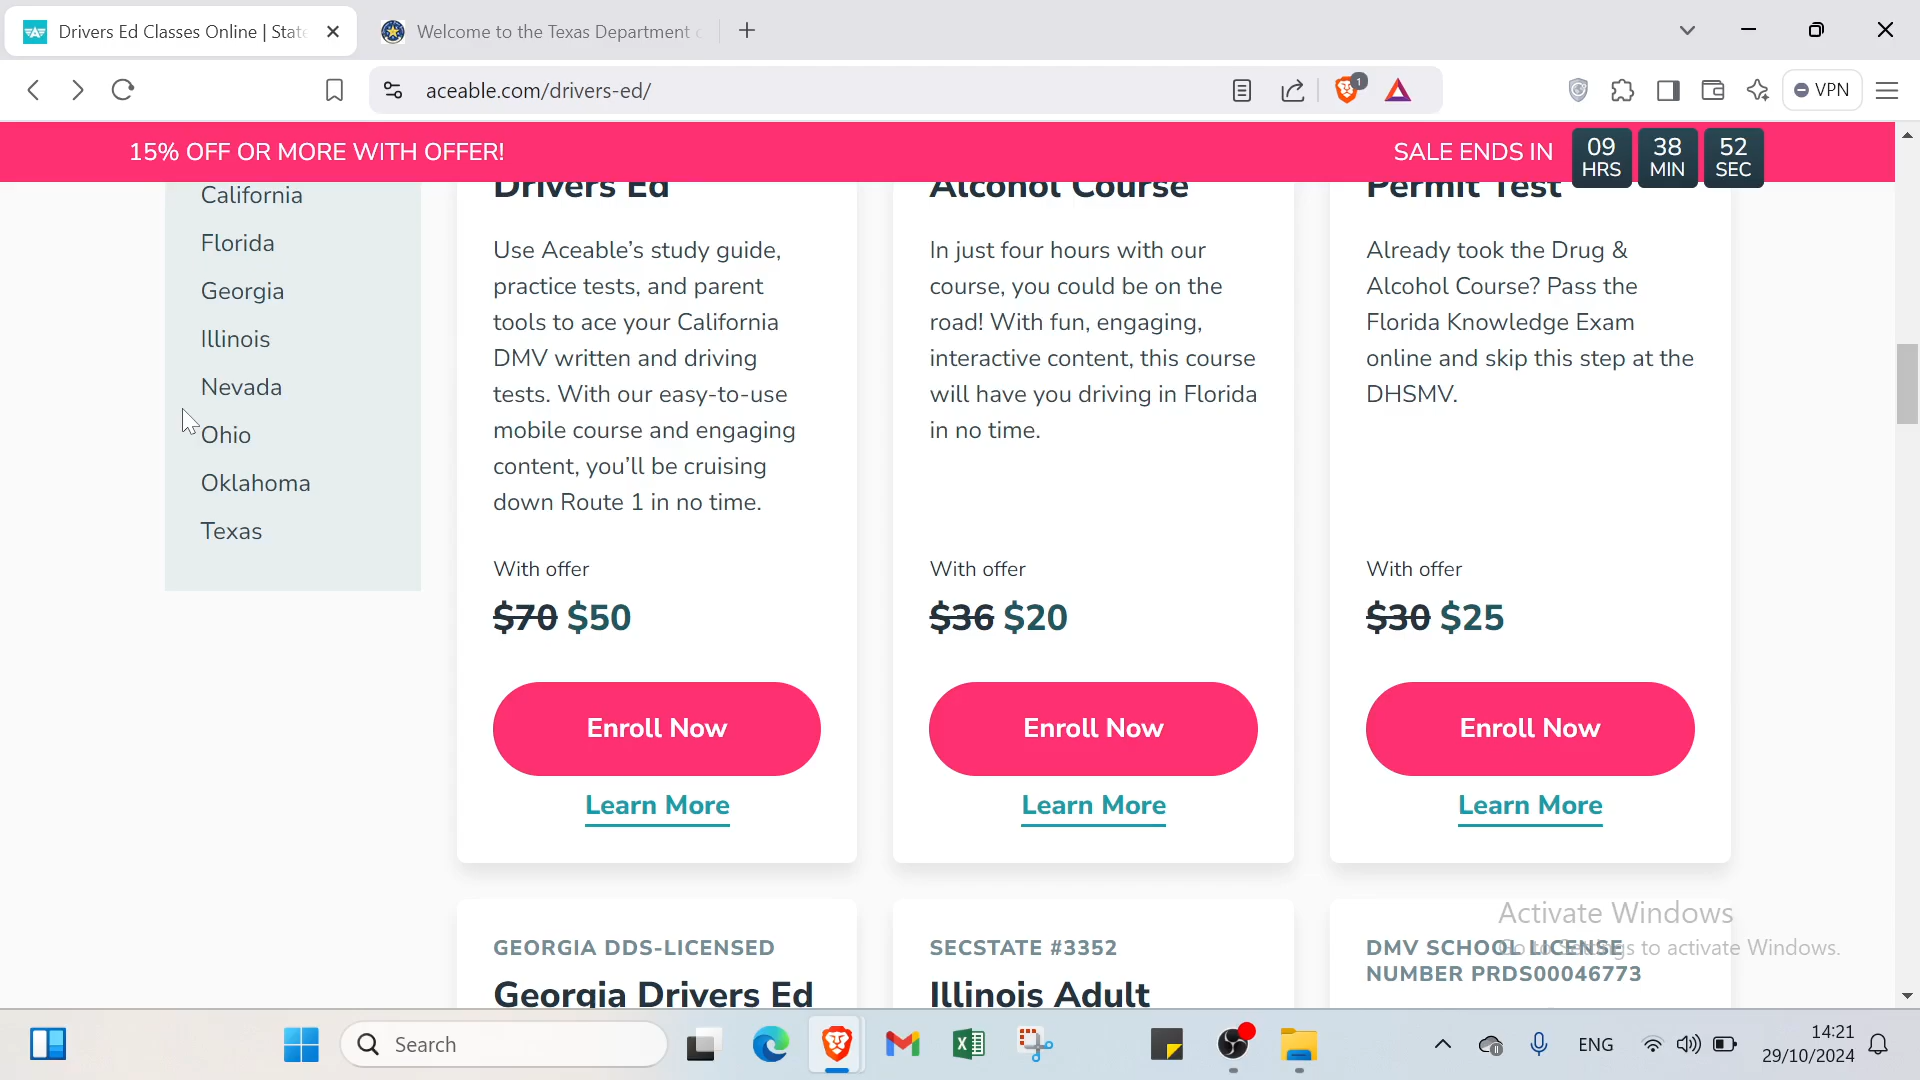 Drivers Ed Classes Online | State
Welcome to the Texas Department
aceable.com/drivers-ed/
1
VPN
15% OFF OR MORE WITH OFFER!
SALE ENDS IN
09 HRS
38 MIN
52 SEC
California
Florida
Georgia
Illinois
Nevada
Ohio
Oklahoma
Texas
Drivers Ed
Use Aceable’s study guide,
practice tests, and parent
tools to ace your California
DMV written and driving
tests. With our easy-to-use
mobile course and engaging
content, you’ll be cruising
down Route 1 in no time.
With offer
$70 $50
Enroll Now
Learn More
Alcohol Course
In just four hours with our
course, you could be on the
road! With fun, engaging,
interactive content, this course
will have you driving in Florida
in no time.
With offer
$36 $20
Enroll Now
Learn More
Permit Test
Already took the Drug &
Alcohol Course? Pass the
Florida Knowledge Exam
online and skip this step at the
DHSMV.
With offer
$30 $25
Enroll Now
Learn More
GEORGIA DDS-LICENSED
Georgia Drivers Ed
SECSTATE #3352
Illinois Adult
DMV SCHOOL LICENSE
NUMBER PRDS00046773
Activate Windows
Go to Settings to activate Windows.
Search
ENG
14:21
29/10/2024